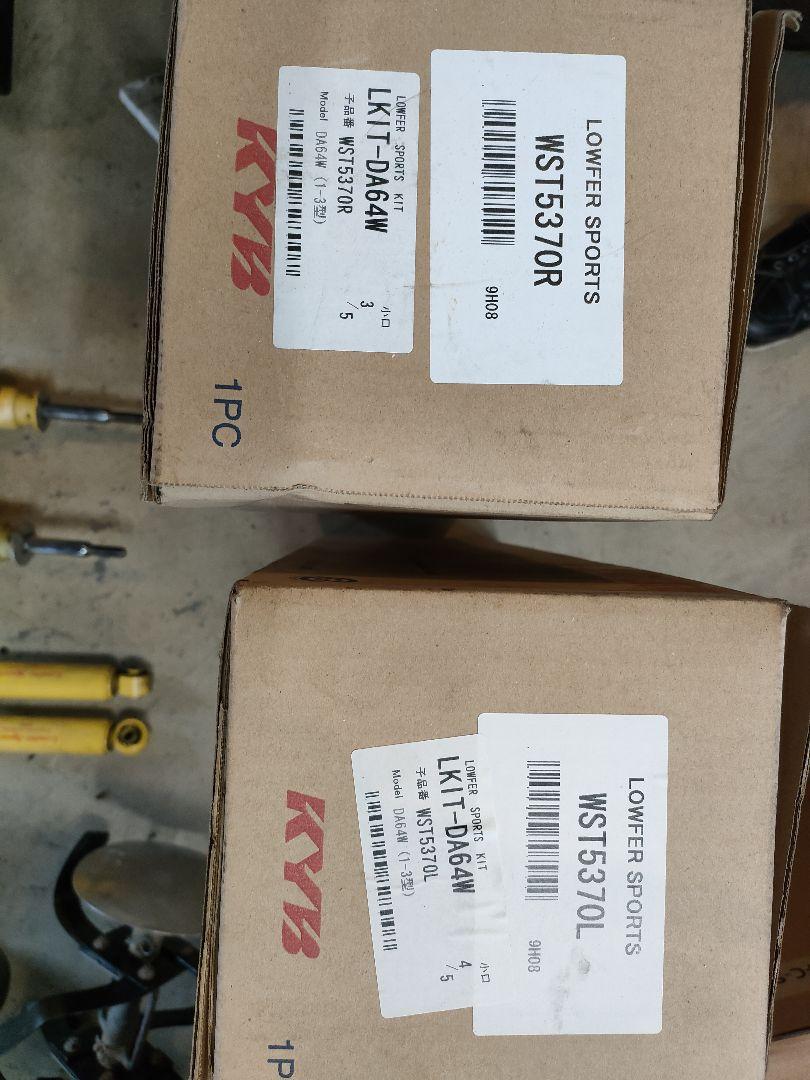 LOWFER SPORTS
WST5370R
9H08
LOWFER SPORTS KIT
LKIT-DA64W
子品番 WST5370R
Model DA64W (1-3型)
小口
3
/5
KYB
1PC
LOWFER SPORTS
WST5370L
9H08
LOWFER SPORTS KIT
LKIT-DA64W
子品番 WST5370L
Model DA64W (1-3型)
小口
4
/5
KYB
1P